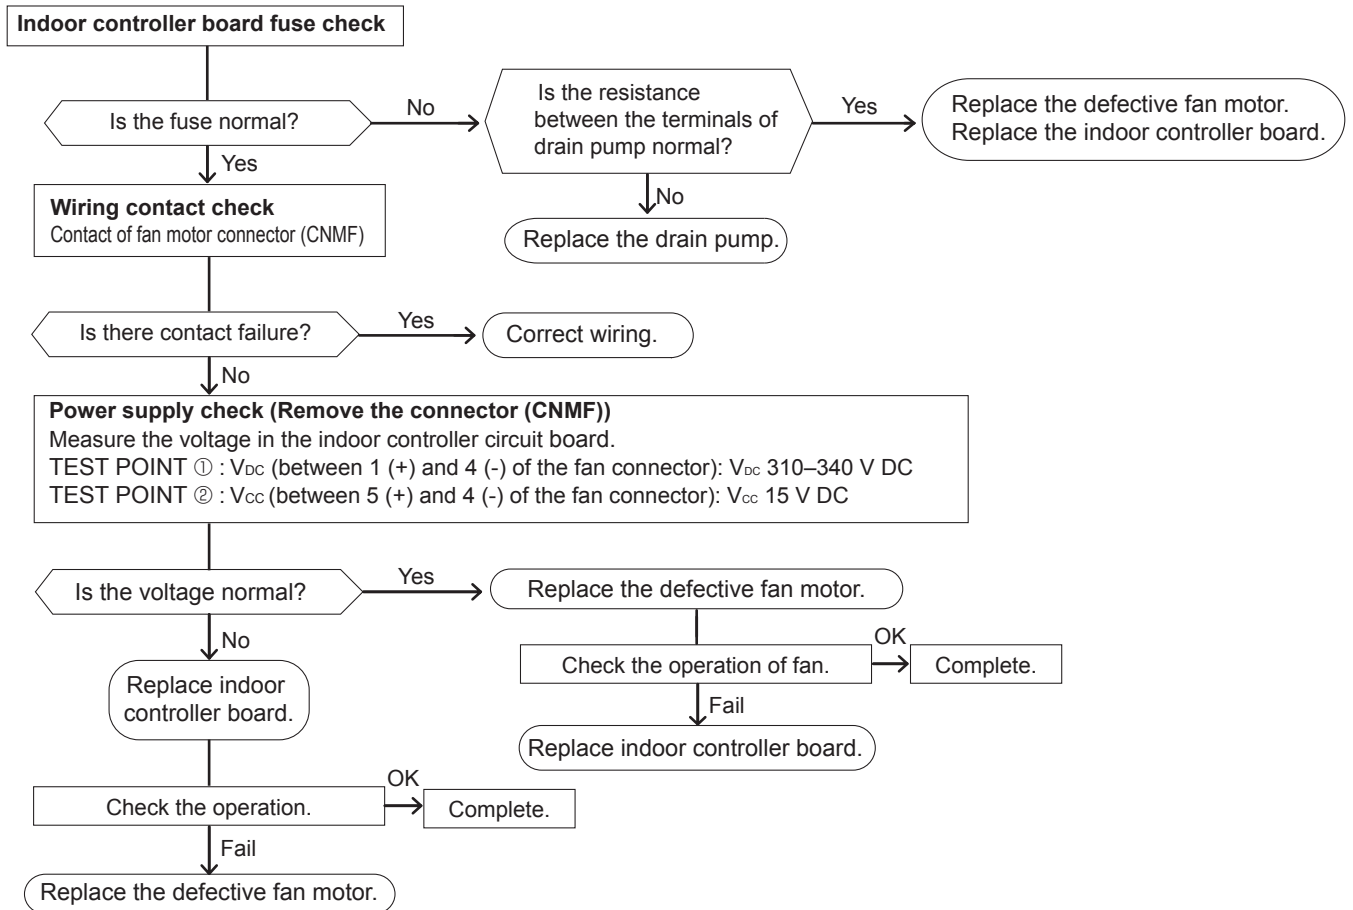 Indoor controller board fuse check
Is the fuse normal?
No
Is the resistance
between the terminals of
drain pump normal?
Yes
Replace the defective fan motor.
Replace the indoor controller board.
Yes
No
Replace the drain pump.
Wiring contact check
Contact of fan motor connector (CNMF)
Is there contact failure?
Yes
Correct wiring.
No
Power supply check (Remove the connector (CNMF))
Measure the voltage in the indoor controller circuit board.
TEST POINT ① : VDC (between 1 (+) and 4 (-) of the fan connector): VDC 310–340 V DC
TEST POINT ② : VCC (between 5 (+) and 4 (-) of the fan connector): VCC 15 V DC
Is the voltage normal?
Yes
Replace the defective fan motor.
No
Check the operation of fan.
OK
Complete.
Fail
Replace indoor controller board.
Replace indoor
controller board.
Check the operation.
OK
Complete.
Fail
Replace the defective fan motor.